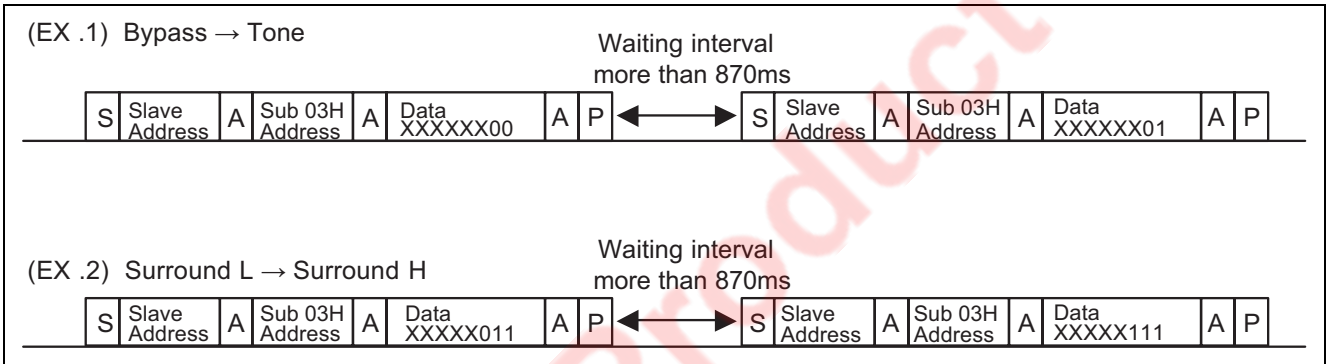 (EX .1) Bypass → Tone
Waiting interval
more than 870ms
S Slave Address A Sub 03H Address A Data XXXXXX00 A P S Slave Address A Sub 03H Address A Data XXXXXX01 A P
(EX .2) Surround L → Surround H
Waiting interval
more than 870ms
S Slave Address A Sub 03H Address A Data XXXXX011 A P S Slave Address A Sub 03H Address A Data XXXXX111 A P
Product